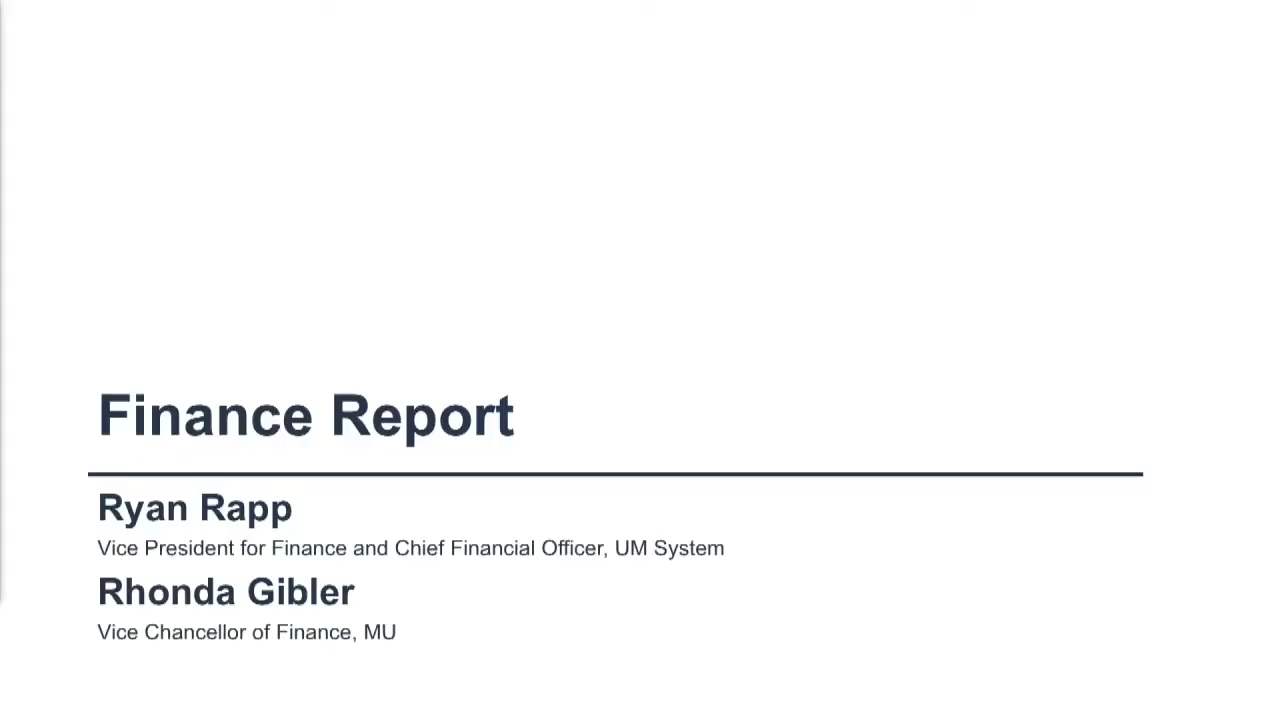 Finance Report
Ryan Rapp
Vice President for Finance and Chief Financial Officer, UM System
Rhonda Gibler
Vice Chancellor of Finance, MU